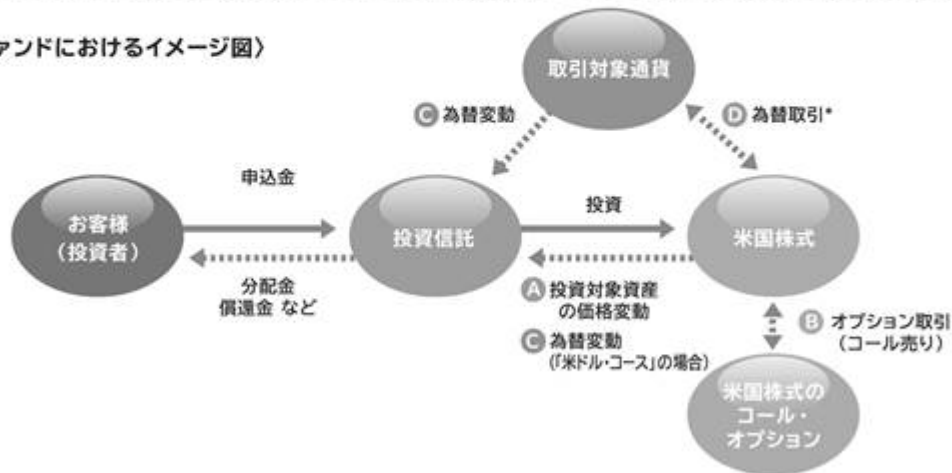 ァンドにおけるイメージ図〉
取引対象通貨
C 為替変動
D 為替取引*
申込金
投資
お客様
（投資者）
投資信託
米国株式
分配金
償還金 など
A 投資対象資産
の価格変動
C 為替変動
（「米ドル・コース」の場合）
B オプション取引
（コール売り）
米国株式の
コール・
オプション